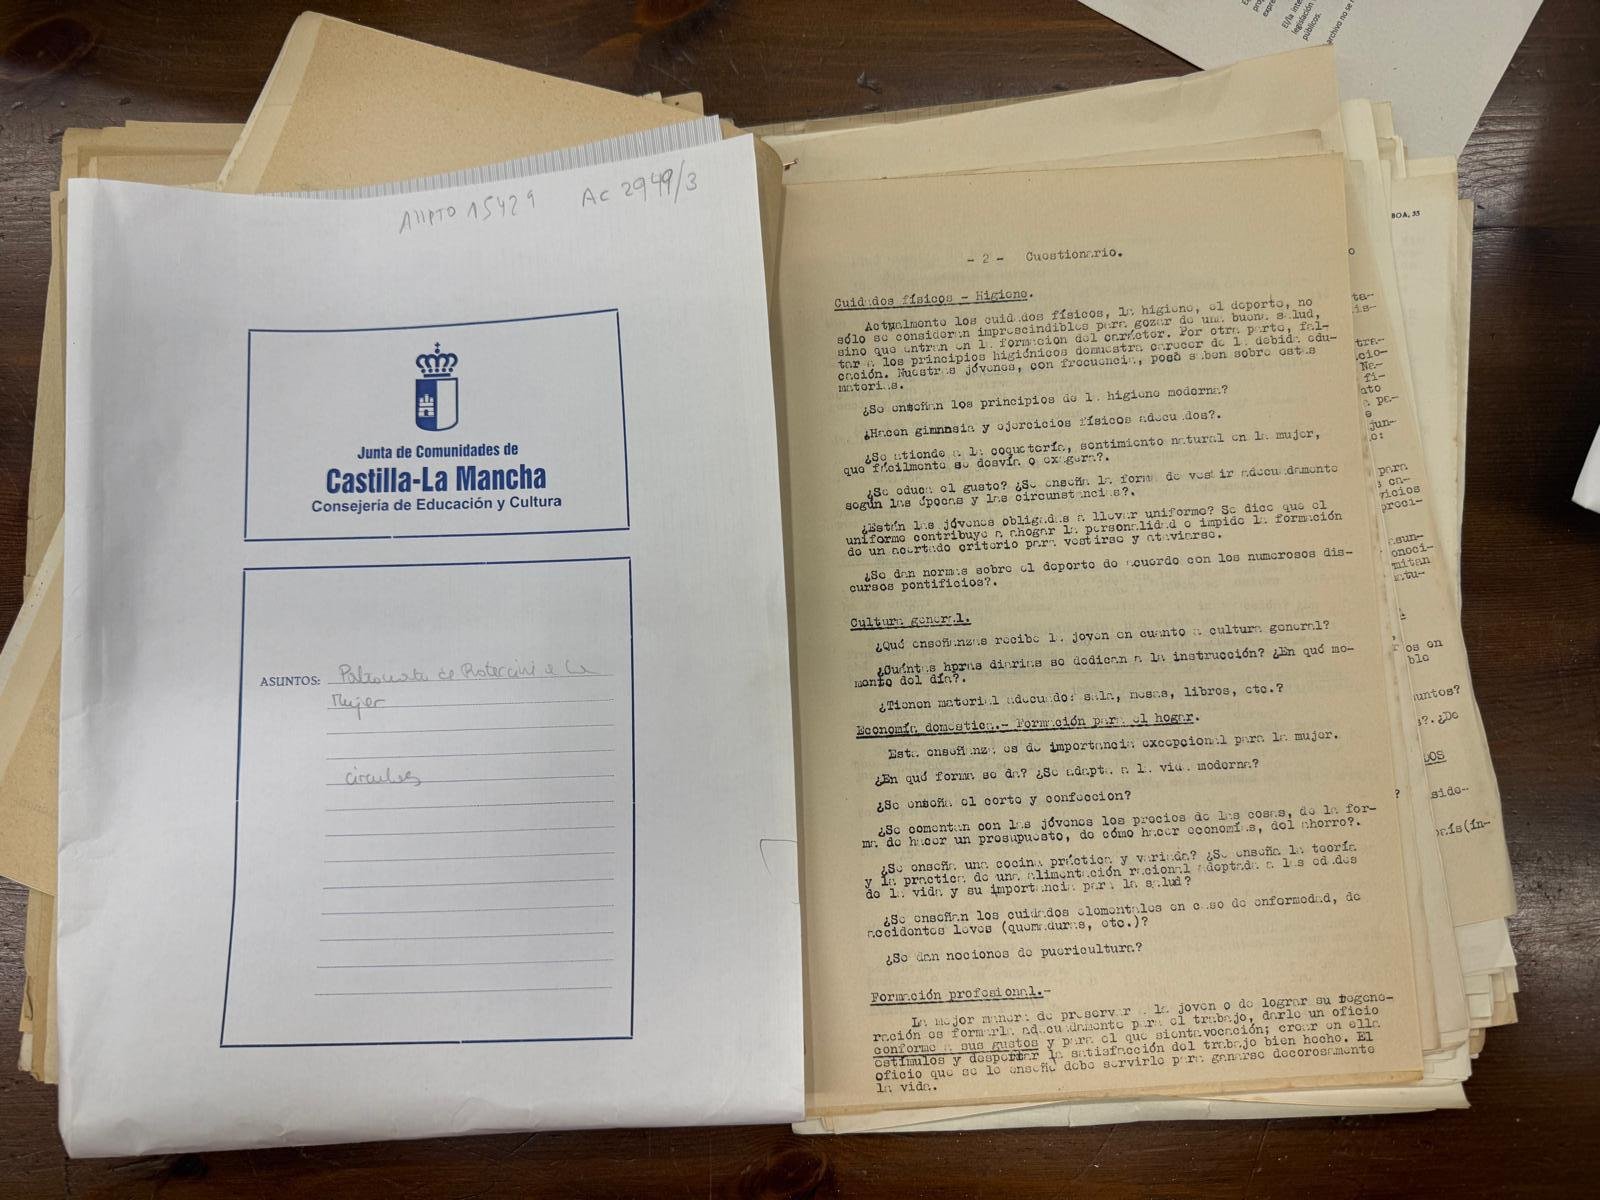 AHPTO 15429 AC 2949/3
Junta de Comunidades de
Castilla-La Mancha
Consejería de Educación y Cultura
ASUNTOS: Patronato de Protección a la
Mujer
circulares
- 2 - Cuestionario.
Cuidados físicos - Higiene.
Actualmente los cuidados físicos, la higiene, el deporte, no
sólo se consideran imprescindibles para gozar de una buena salud,
sino que entran en la formacion del carácter. Por otra parte, fal-
tar a los principios higiénicos demuestra carecer de la debida edu-
cación. Nuestras jóvenes, con frecuencia, poco saben sobre estas
materias.
¿Se enseñan los principios de la higiene moderna?
¿Hacen gimnasia y ejercicios físicos adecuados?.
¿Se atiende a la coquetería, sentimiento natural en la mujer,
que fácilmente se desvía o exagera?.
¿Se educa el gusto? ¿Se enseña la forma de vestir adecuadamente
según las épocas y las circunstancias?.
¿Están las jóvenes obligadas a llevar uniforme? Se dice que el
uniforme contribuye a ahogar la personalidad e impide la formación
de un acertado criterio para vestirse y ataviarse.
¿Se dan normas sobre el deporte de acuerdo con los numerosos dis-
cursos pontificios?.
Cultura general.
¿Qué enseñanzas recibe la joven en cuanto a cultura general?
¿Cuántas horas diarias se dedican a la instrucción? ¿En qué mo-
mento del día?.
¿Tienen material adecuado: sala, mesas, libros, etc.?
Economía domestica.- Formación para el hogar.
Esta enseñanza es de importancia excepcional para la mujer.
¿En qué forma se da? ¿Se adapta a la vida moderna?
¿Se enseña el corte y confeccion?
¿Se comentan con las jóvenes los precios de las cosas, de la for-
ma de hacer un presupuesto, de cómo hacer economías, del ahorro?.
¿Se enseña una cocina práctica y variada? ¿Se enseña la teoría
y la practica de una alimentación racional adaptada a las edades
de la vida y su importancia para la salud?
¿Se enseñan los cuidados elementales en caso de enfermedad, de
accidentes leves (quemaduras, etc.)?
¿Se dan nociones de puericultura?
Formación profesional.-
La mejor manera de preservar a la joven o de lograr su regene-
ración es formarla adecuadamente para el trabajo, darle un oficio
conforme a sus gustos y para el que sientavocación; crear en ella
estímulos y despertar la satisfacción del trabajo bien hecho. El
oficio que se le enseñe debe servirle para ganarse decorosamente
la vida.
BOA, 33